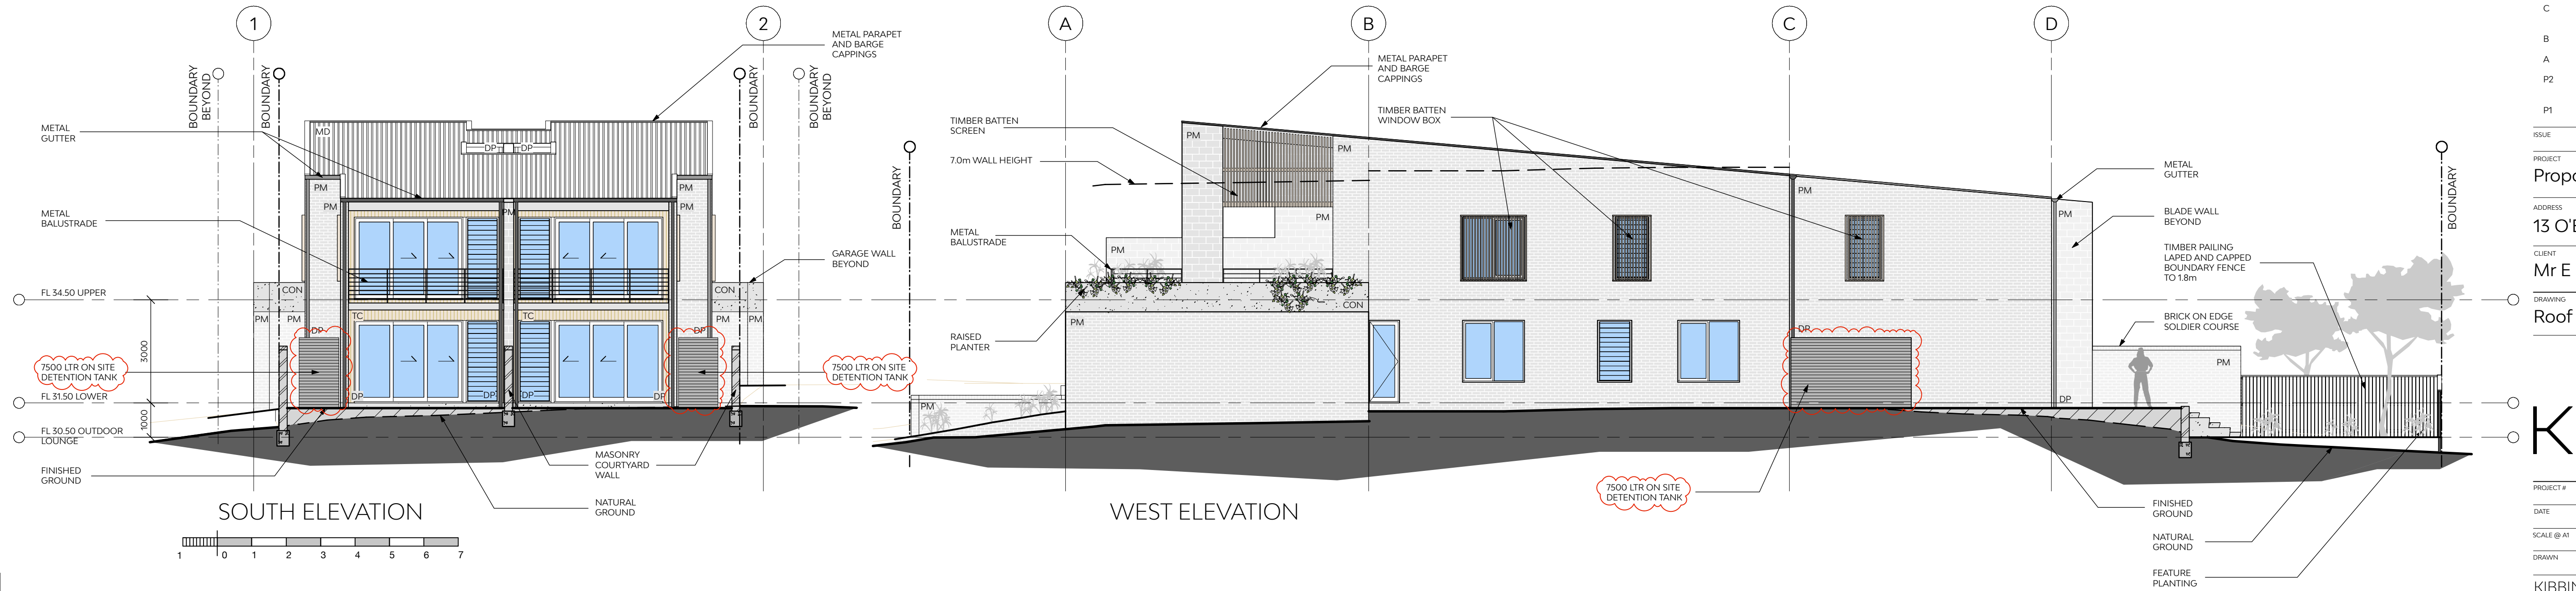 1
2
A
B
C
D
BOUNDARY
BEYOND
BOUNDARY
BOUNDARY
BOUNDARY
BEYOND
METAL PARAPET
AND BARGE
CAPPINGS
METAL
GUTTER
MD
DP
DP
PM
PM
PM
PM
PM
METAL
BALUSTRADE
GARAGE WALL
BEYOND
CON
CON
FL 34.50 UPPER
PM
PM
PM
PM
TC
TC
DP
DP
3000
7500 LTR ON SITE
DETENTION TANK
7500 LTR ON SITE
DETENTION TANK
DP
DP
DP
DP
FL 31.50 LOWER
1000
FL 30.50 OUTDOOR
LOUNGE
FINISHED
GROUND
MASONRY
COURTYARD
WALL
NATURAL
GROUND
SOUTH ELEVATION
1 0 1 2 3 4 5 6 7
BOUNDARY
METAL PARAPET
AND BARGE
CAPPINGS
TIMBER BATTEN
SCREEN
TIMBER BATTEN
WINDOW BOX
PM
PM
7.0m WALL HEIGHT
PM
PM
METAL
BALUSTRADE
PM
CON
PM
RAISED
PLANTER
PM
DP
7500 LTR ON SITE
DETENTION TANK
WEST ELEVATION
METAL
GUTTER
PM
BLADE WALL
BEYOND
TIMBER PAILING
LAPED AND CAPPED
BOUNDARY FENCE
TO 1.8m
BRICK ON EDGE
SOLDIER COURSE
PM
DP
BOUNDARY
FINISHED
GROUND
NATURAL
GROUND
FEATURE
PLANTING
C
B
A
P2
P1
ISSUE
PROJECT
Propo
ADDRESS
CLIENT
Mr E
DRAWING
Roof
K
PROJECT #
DATE
SCALE @ A1
DRAWN